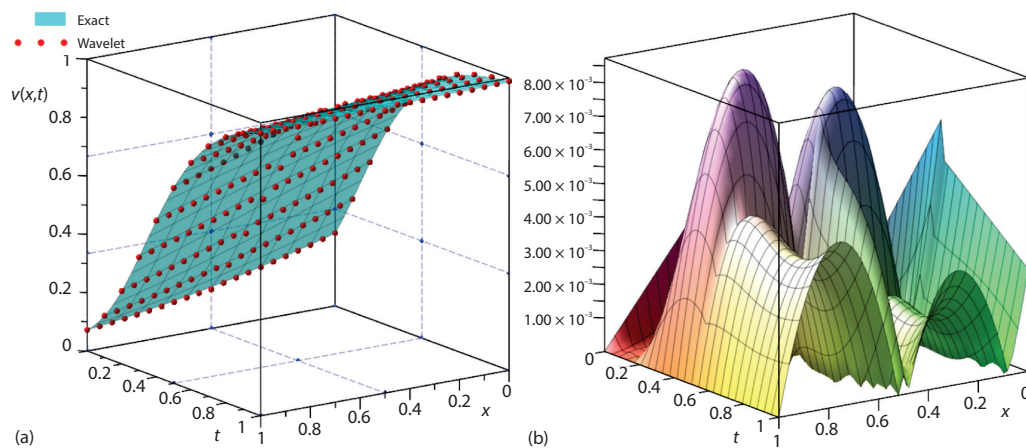 Exact
Wavelet
1
v(x,t)
0.8
0.6
0.4
0.2
0
0.2
0.4
0.6
0.8
t
1
1
0.8
0.6
0.4
0.2
x
0
(a)
8.00 × 10⁻³
7.00 × 10⁻³
6.00 × 10⁻³
5.00 × 10⁻³
4.00 × 10⁻³
3.00 × 10⁻³
2.00 × 10⁻³
1.00 × 10⁻³
0
0.2
0.4
0.6
0.8
t
1
1
0.8
0.6
0.4
0.2
x
0
(b)